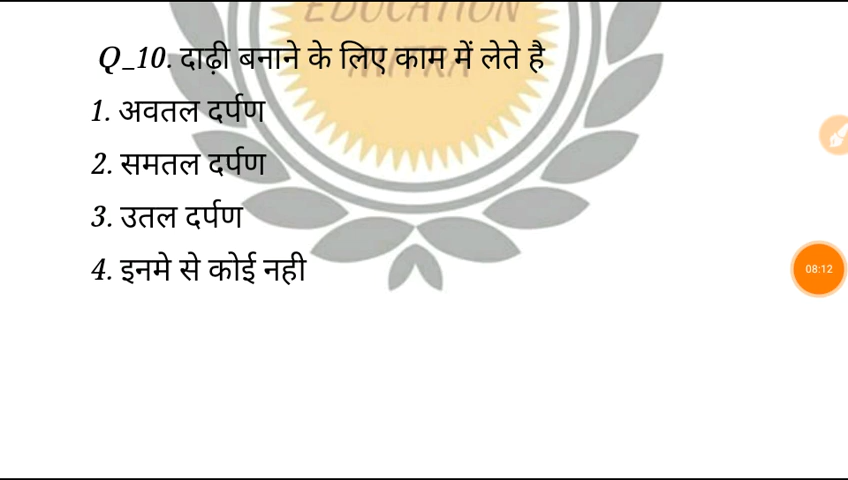 EDUCATION
MITRA
Q_10. दाढ़ी बनाने के लिए काम में लेते है
1. अवतल दर्पण
2. समतल दर्पण
3. उतल दर्पण
4. इनमे से कोई नही
08:12